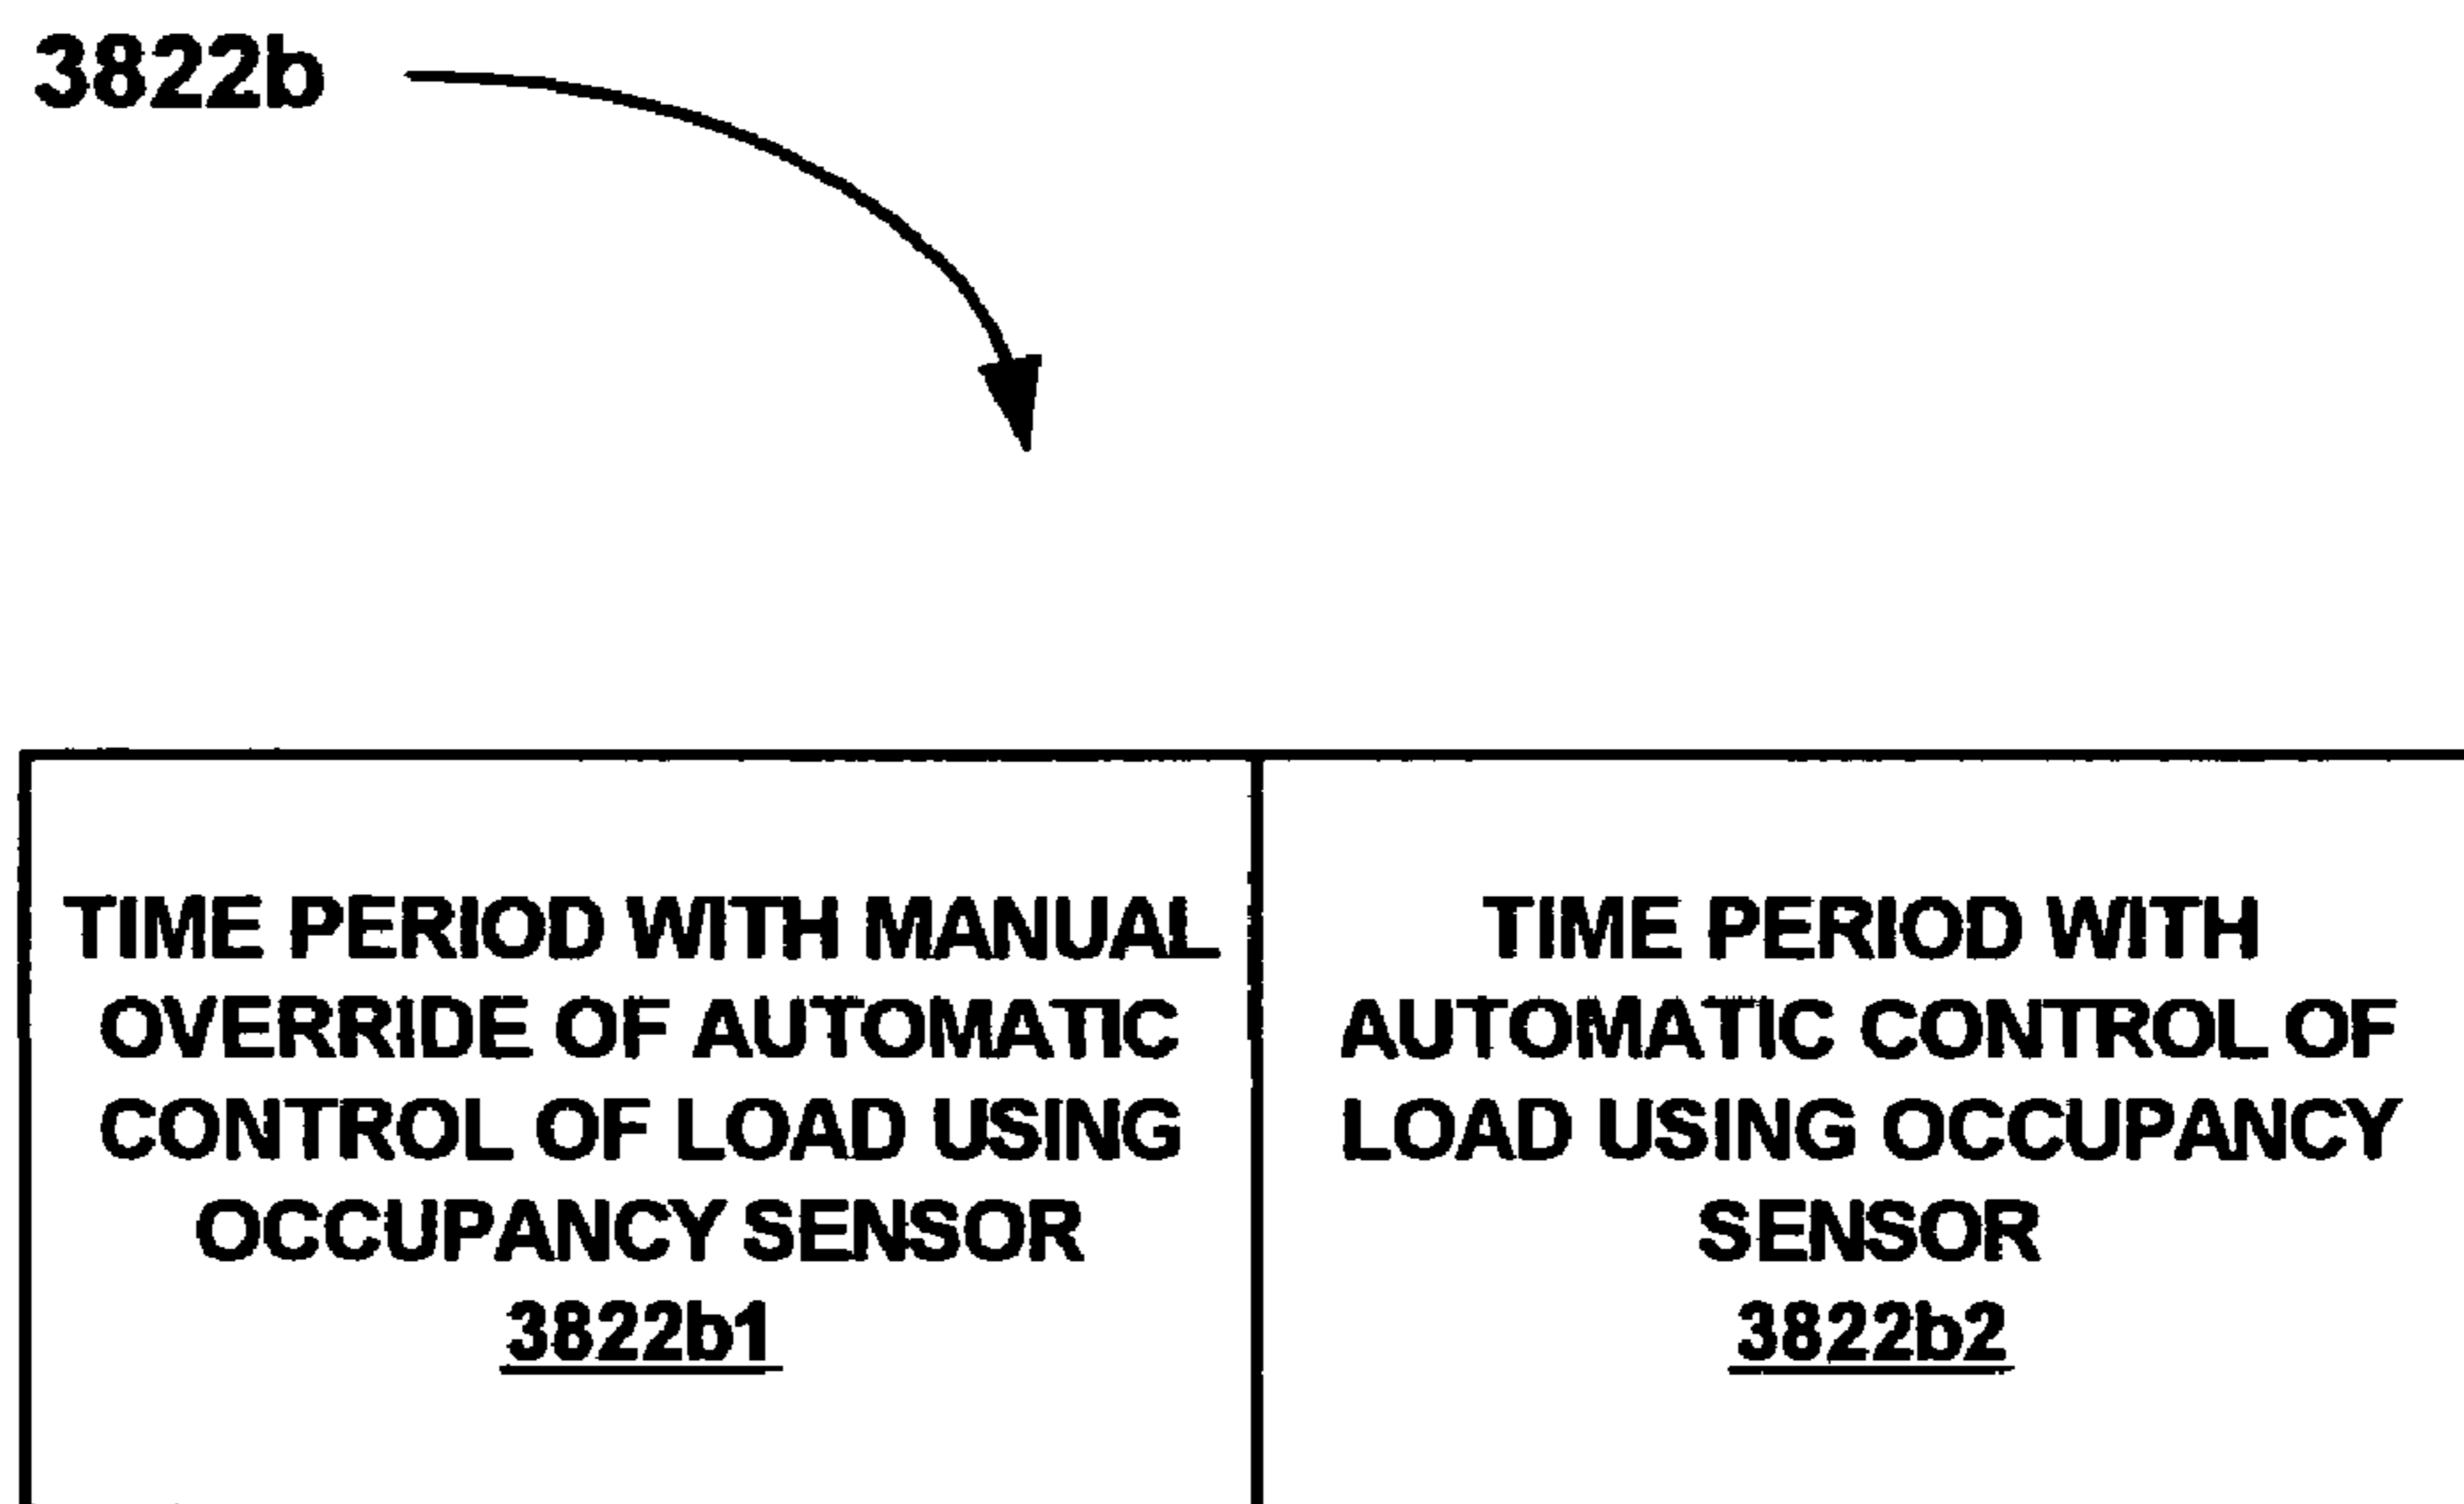 3822b
TIME PERIOD WITH MANUAL
OVERRIDE OF AUTOMATIC
CONTROL OF LOAD USING
OCCUPANCY SENSOR
3822b1
TIME PERIOD WITH
AUTOMATIC CONTROL OF
LOAD USING OCCUPANCY
SENSOR
3822b2